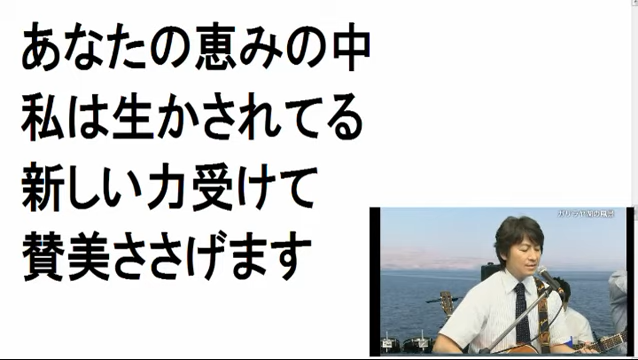 あなたの恵みの中
私は生かされてる
新しい力受けて
賛美ささげます